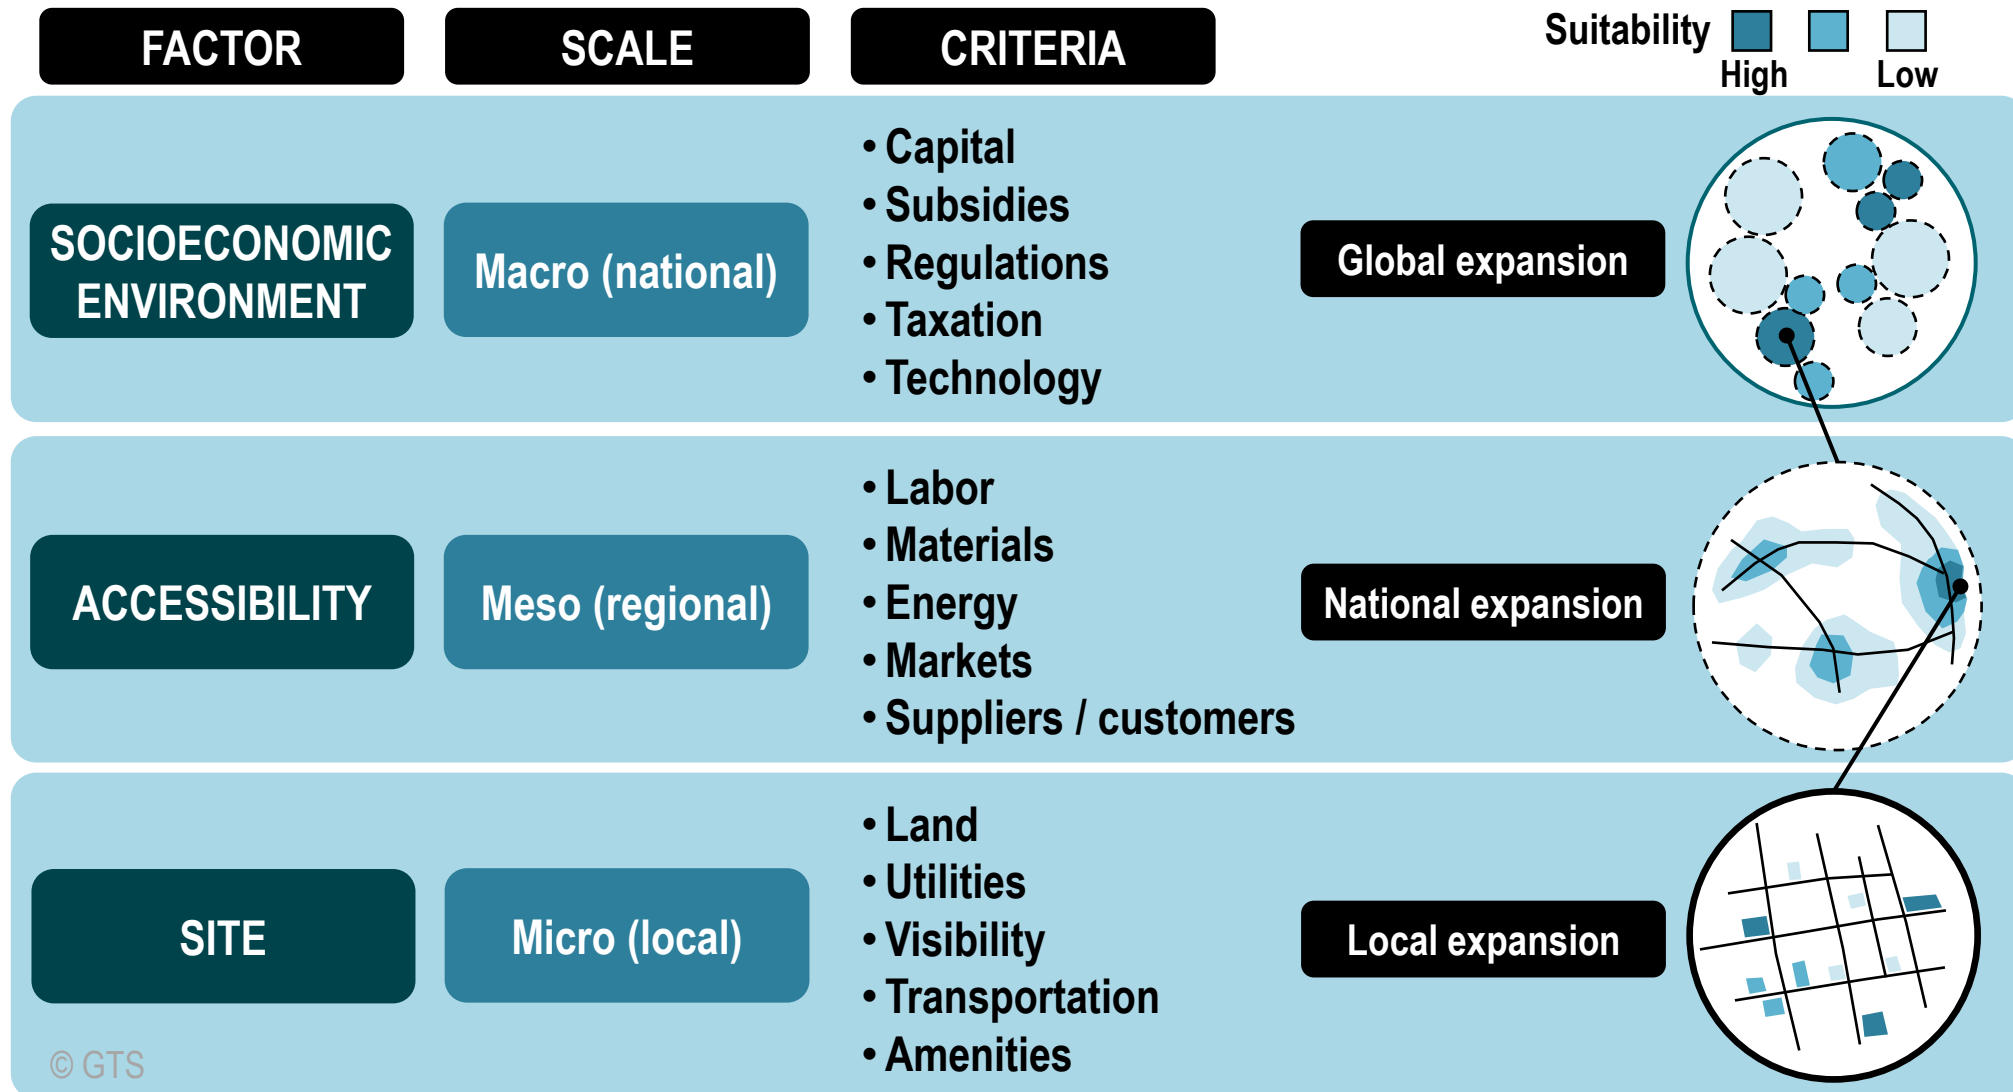 FACTOR
SCALE
CRITERIA
Suitability
High
Low
SOCIOECONOMIC
ENVIRONMENT
Macro (national)
• Capital
• Subsidies
• Regulations
• Taxation
• Technology
Global expansion
ACCESSIBILITY
Meso (regional)
• Labor
• Materials
• Energy
• Markets
• Suppliers / customers
National expansion
SITE
Micro (local)
• Land
• Utilities
• Visibility
• Transportation
• Amenities
Local expansion
© GTS